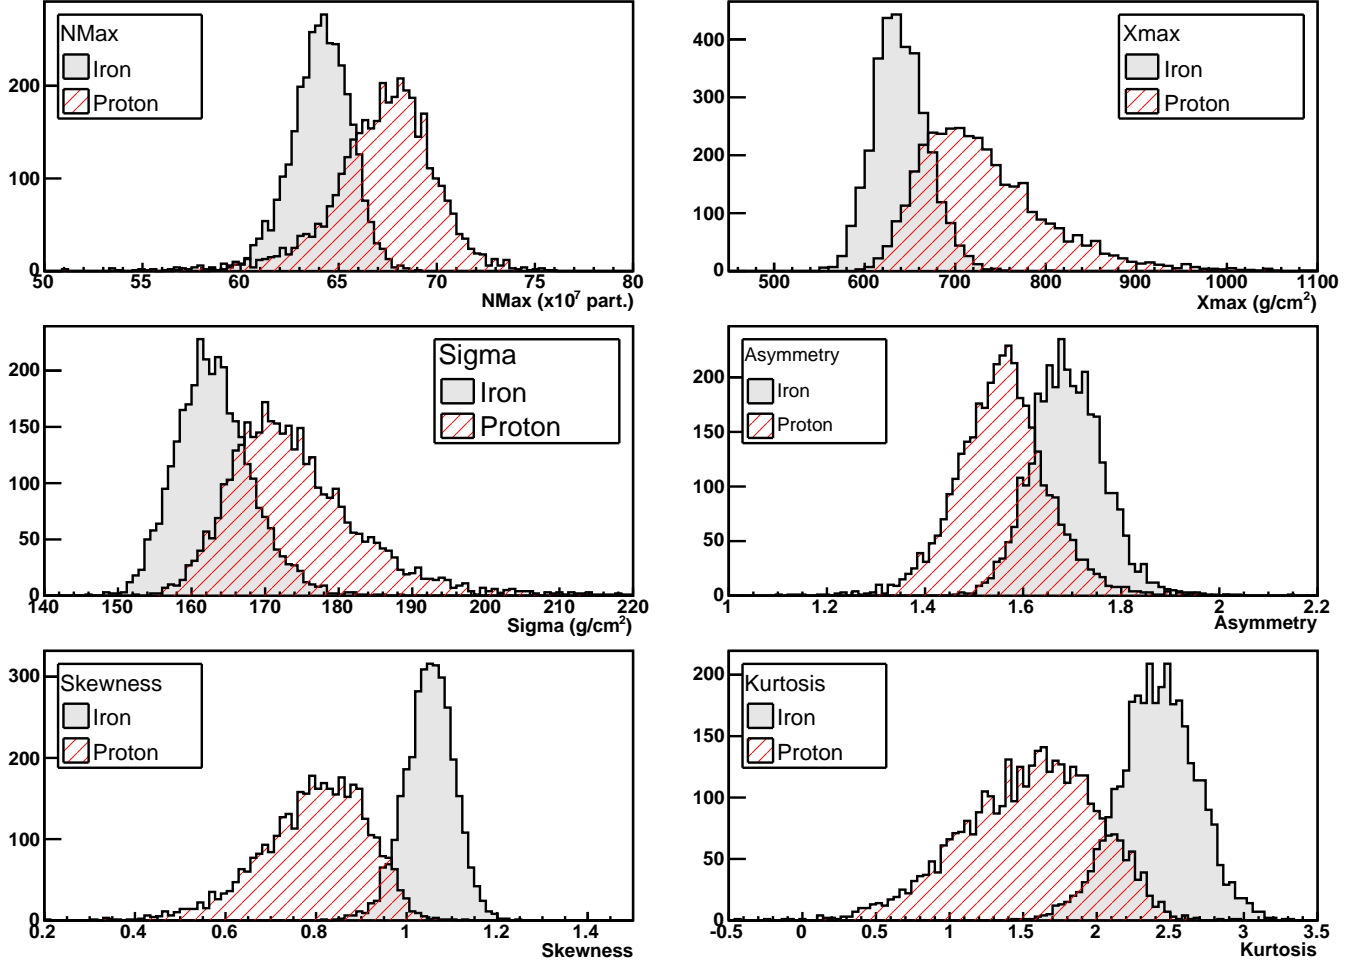 NMax
Iron
Proton
200
100
0
50 55 60 65 70 75 80
NMax (x10⁷ part.)
Xmax
Iron
Proton
400
300
200
100
0
500 600 700 800 900 1000 1100
Xmax (g/cm²)
Sigma
Iron
Proton
200
150
100
50
0
140 150 160 170 180 190 200 210 220
Sigma (g/cm²)
Asymmetry
Iron
Proton
200
150
100
50
0
1 1.2 1.4 1.6 1.8 2 2.2
Asymmetry
Skewness
Iron
Proton
300
200
100
0
0.2 0.4 0.6 0.8 1 1.2 1.4
Skewness
Kurtosis
Iron
Proton
200
150
100
50
0
-0.5 0 0.5 1 1.5 2 2.5 3 3.5
Kurtosis